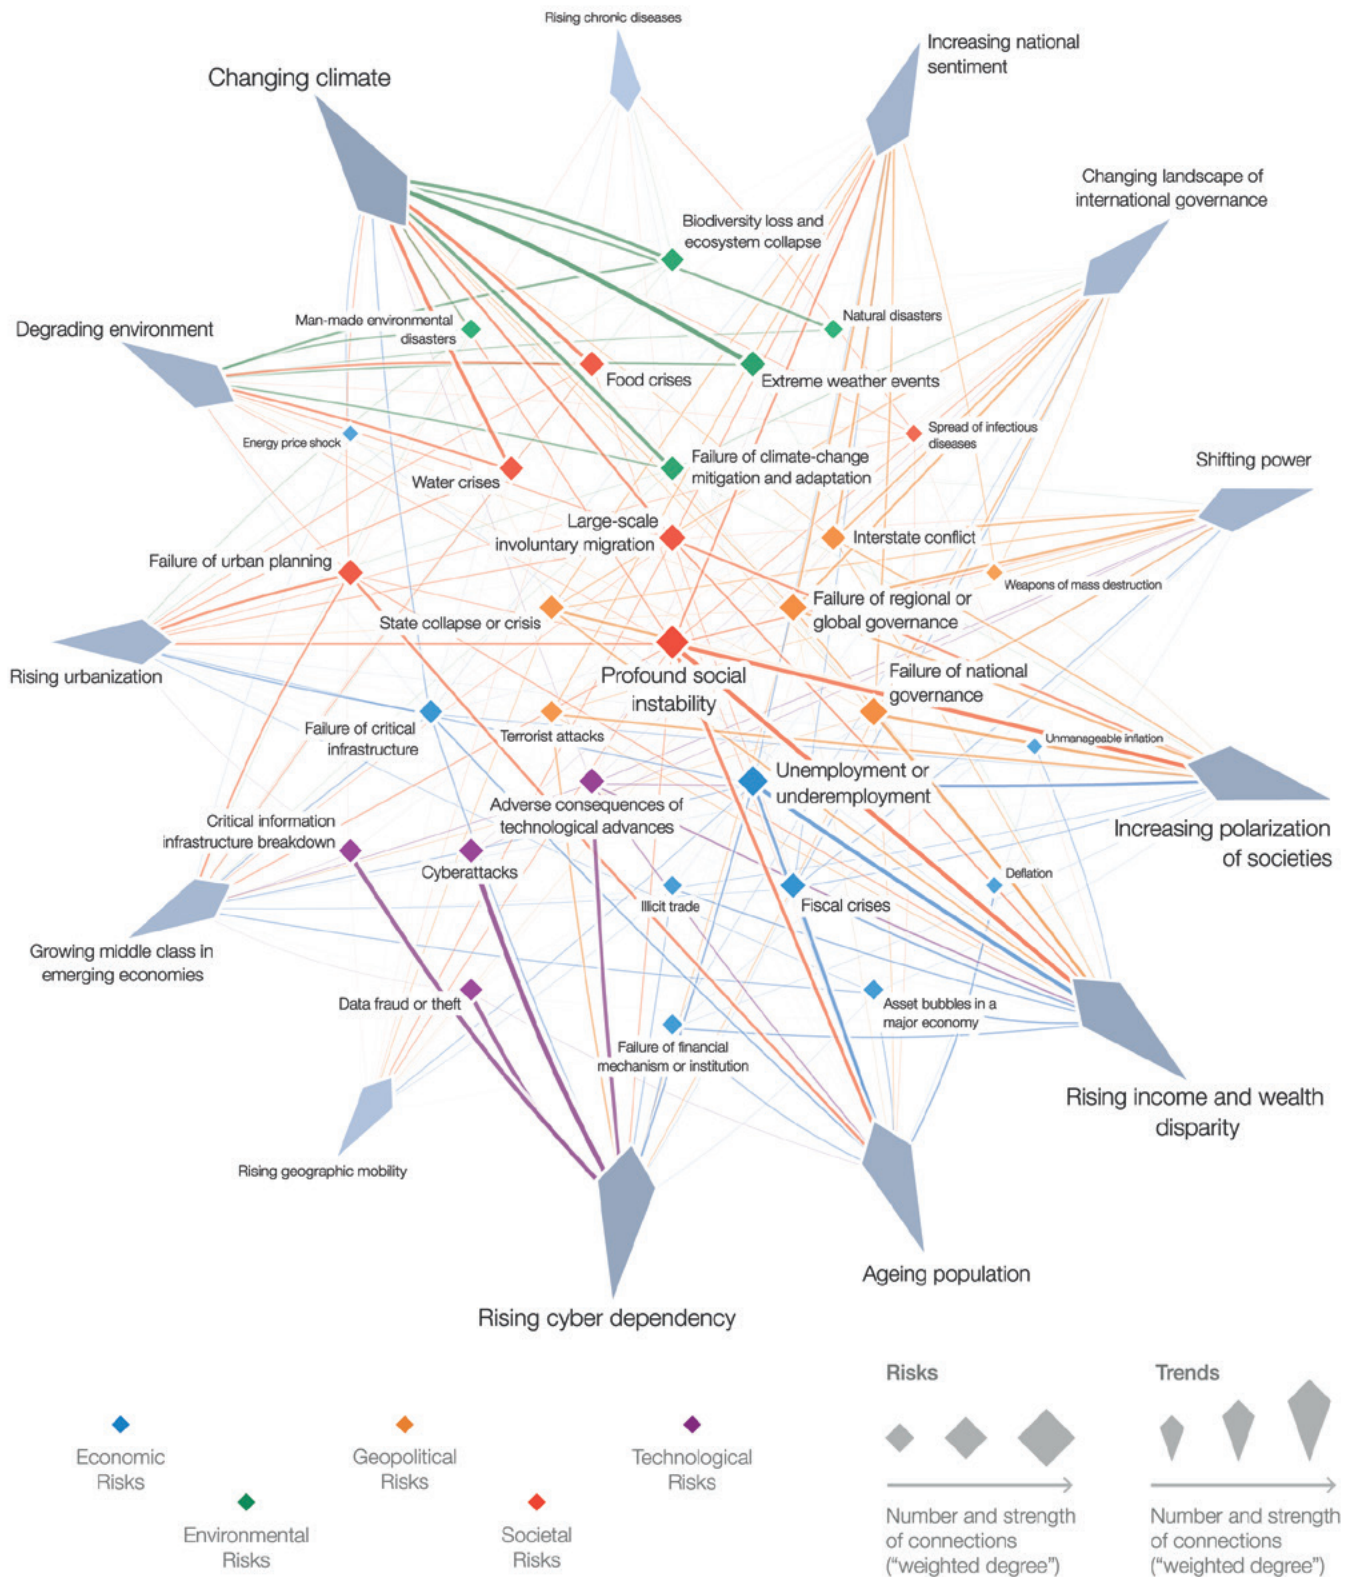 Rising chronic diseases
Increasing national
sentiment
Changing climate
Changing landscape of
international governance
Biodiversity loss and
ecosystem collapse
Natural disasters
Man-made environmental
disasters
Degrading environment
Food crises
Extreme weather events
Energy price shock
Spread of infectious
diseases
Water crises
Failure of climate-change
mitigation and adaptation
Shifting power
Large-scale
involuntary migration
Interstate conflict
Failure of urban planning
Weapons of mass destruction
State collapse or crisis
Failure of regional or
global governance
Rising urbanization
Profound social
instability
Failure of national
governance
Failure of critical
infrastructure
Terrorist attacks
Unmanageable inflation
Unemployment or
underemployment
Adverse consequences of
technological advances
Increasing polarization
of societies
Critical information
infrastructure breakdown
Cyberattacks
Deflation
Illicit trade
Fiscal crises
Growing middle class in
emerging economies
Data fraud or theft
Asset bubbles in a
major economy
Failure of financial
mechanism or institution
Rising income and wealth
disparity
Rising geographic mobility
Ageing population
Rising cyber dependency
Risks
Trends
Economic
Risks
Geopolitical
Risks
Technological
Risks
Environmental
Risks
Societal
Risks
Number and strength
of connections
("weighted degree")
Number and strength
of connections
("weighted degree")